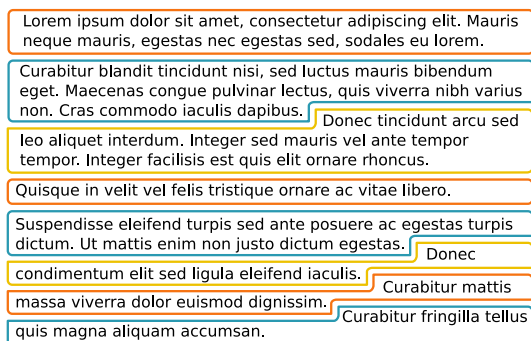 Lorem ipsum dolor sit amet, consectetur adipiscing elit. Mauris
neque mauris, egestas nec egestas sed, sodales eu lorem.
Curabitur blandit tincidunt nisi, sed luctus mauris bibendum
eget. Maecenas congue pulvinar lectus, quis viverra nibh varius
non. Cras commodo iaculis dapibus.
Donec tincidunt arcu sed
leo aliquet interdum. Integer sed mauris vel ante tempor
tempor. Integer facilisis est quis elit ornare rhoncus.
Quisque in velit vel felis tristique ornare ac vitae libero.
Suspendisse eleifend turpis sed ante posuere ac egestas turpis
dictum. Ut mattis enim non justo dictum egestas.
Donec
condimentum elit sed ligula eleifend iaculis.
Curabitur mattis
massa viverra dolor euismod dignissim.
Curabitur fringilla tellus
quis magna aliquam accumsan.